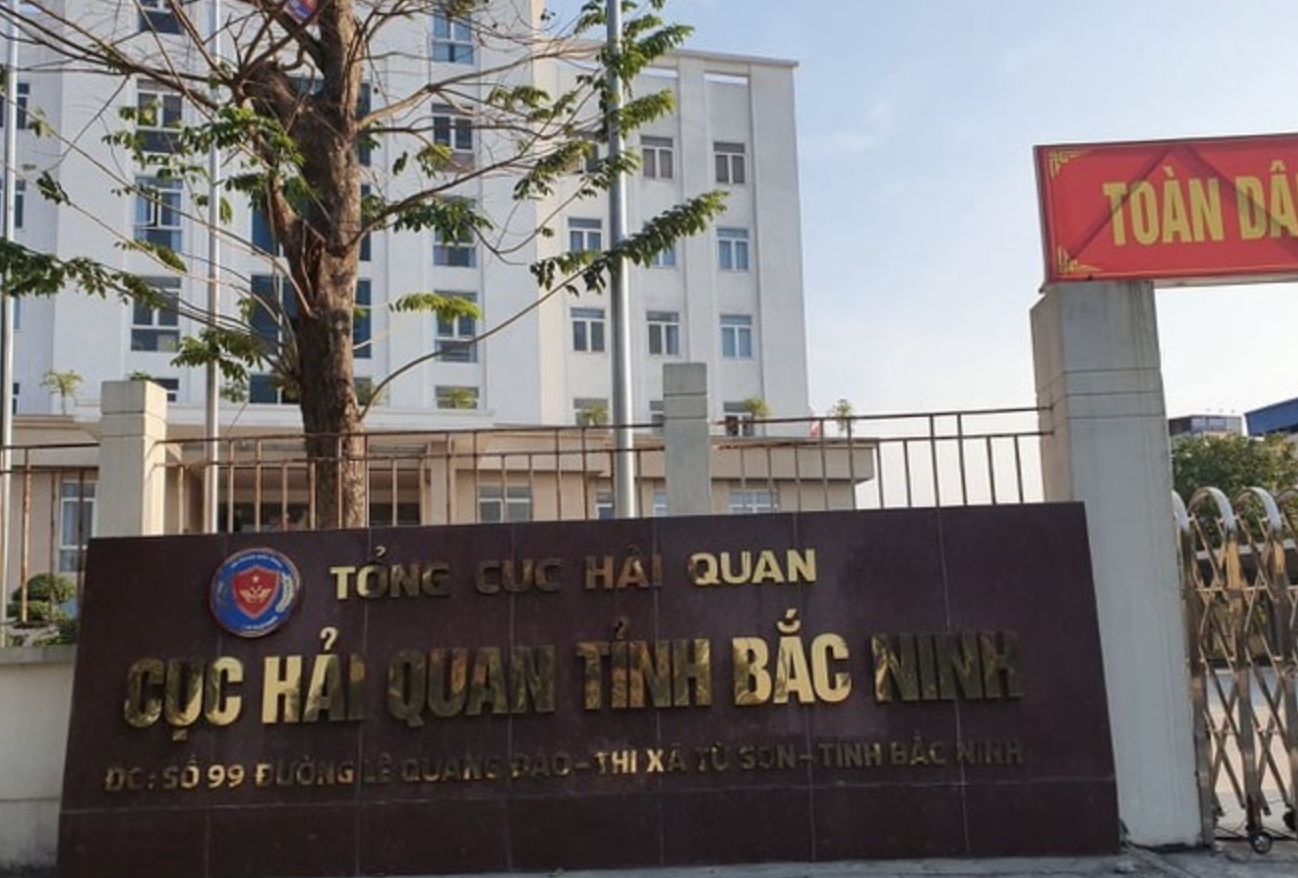 TOÀN DÂ
TỔNG CỤC HẢI QUAN
CỤC HẢI QUAN TỈNH BẮC NINH
ĐC: SỐ 99 ĐƯỜNG LÊ QUANG ĐẠO - THỊ XÃ TỪ SƠN - TỈNH BẮC NINH